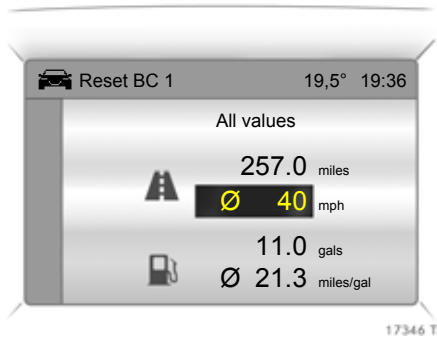 Reset BC 1 19,5° 19:36
All values
257.0 miles
Ø 40 mph
11.0 gals
Ø 21.3 miles/gal
17346 T